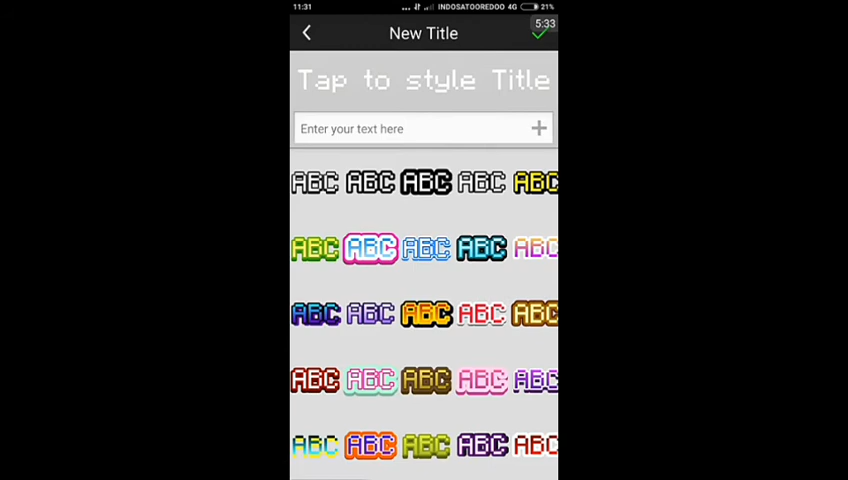 11:31 ... INDOSATOOREDOO 4G 21%
5:33
New Title
Tap to style Title
Enter your text here
ABC ABC ABC ABC ABC
ABC ABC ABC ABC ABC
ABC ABC ABC ABC ABC
ABC ABC ABC ABC ABC
ABC ABC ABC ABC ABC